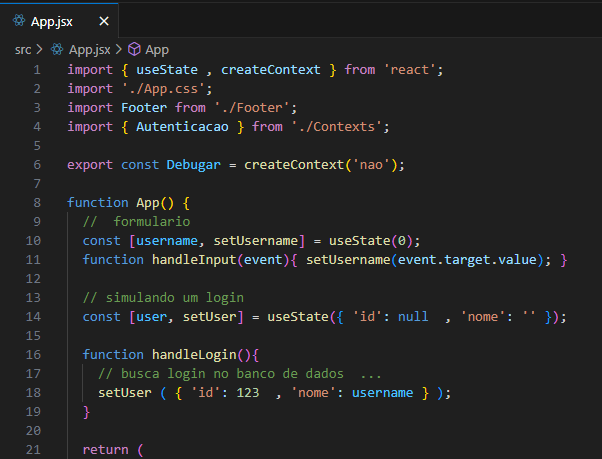 App.jsx
src > App.jsx > App
1 import { useState , createContext } from 'react';
2 import './App.css';
3 import Footer from './Footer';
4 import { Autenticacao } from './Contexts';
5
6 export const Debugar = createContext('nao');
7
8 function App() {
9 //  formulario
10 const [username, setUsername] = useState(0);
11 function handleInput(event){ setUsername(event.target.value); }
12
13 // simulando um login
14 const [user, setUser] = useState({ 'id': null  , 'nome': '' });
15
16 function handleLogin(){
17 // busca login no banco de dados  ...
18 setUser ( { 'id': 123  , 'nome': username } );
19 }
20
21 return (